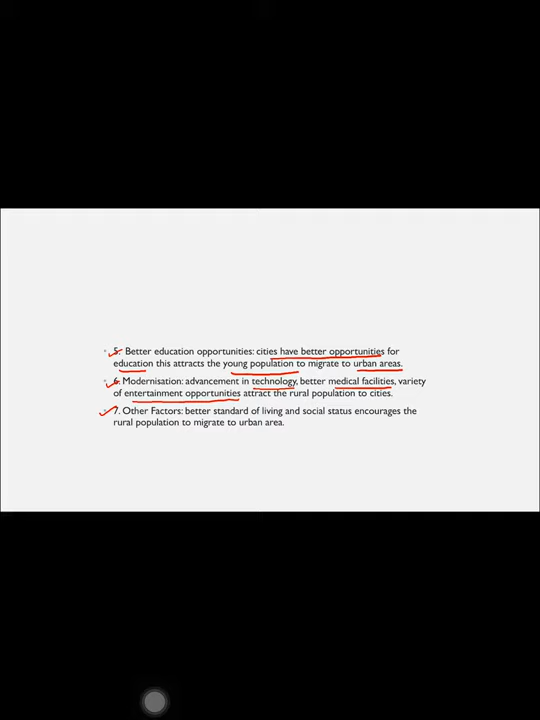 5. Better education opportunities: cities have better opportunities for
education this attracts the young population to migrate to urban areas.
6. Modernisation: advancement in technology, better medical facilities, variety
of entertainment opportunities attract the rural population to cities.
7. Other Factors: better standard of living and social status encourages the
rural population to migrate to urban area.